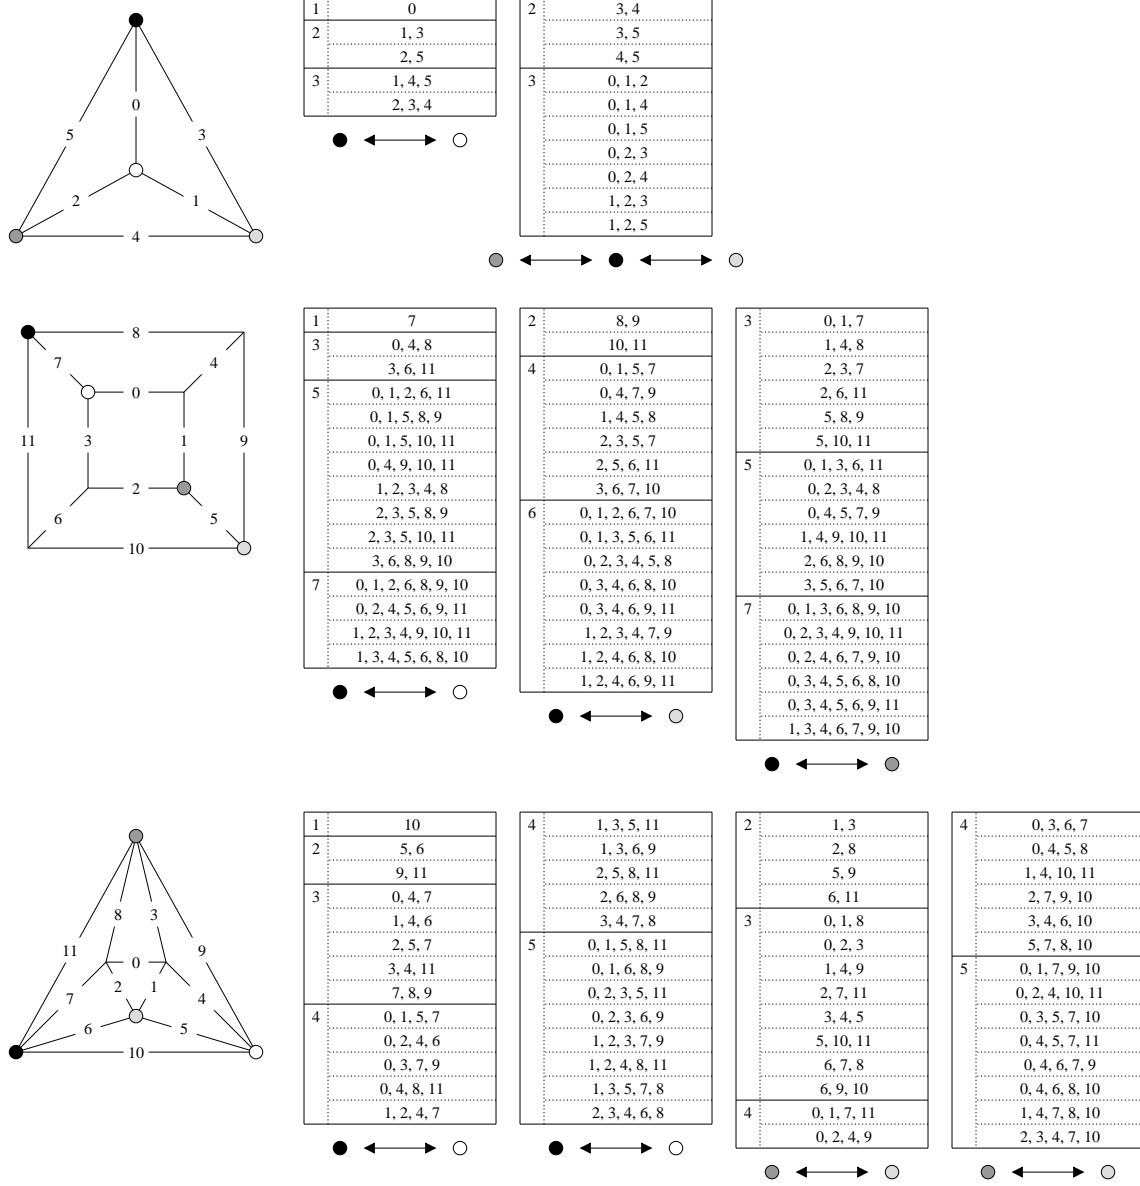 0
5
3
2
1
4
1 0
2 1, 3
2, 5
3 1, 4, 5
2, 3, 4
2 3, 4
3, 5
4, 5
3 0, 1, 2
0, 1, 4
0, 1, 5
0, 2, 3
0, 2, 4
1, 2, 3
1, 2, 5
8
7
4
0
11
3
1
9
2
6
5
10
1 7
3 0, 4, 8
3, 6, 11
5 0, 1, 2, 6, 11
0, 1, 5, 8, 9
0, 1, 5, 10, 11
0, 4, 9, 10, 11
1, 2, 3, 4, 8
2, 3, 5, 8, 9
2, 3, 5, 10, 11
3, 6, 8, 9, 10
7 0, 1, 2, 6, 8, 9, 10
0, 2, 4, 5, 6, 9, 11
1, 2, 3, 4, 9, 10, 11
1, 3, 4, 5, 6, 8, 10
2 8, 9
10, 11
4 0, 1, 5, 7
0, 4, 7, 9
1, 4, 5, 8
2, 3, 5, 7
2, 5, 6, 11
3, 6, 7, 10
6 0, 1, 2, 6, 7, 10
0, 1, 3, 5, 6, 11
0, 2, 3, 4, 5, 8
0, 3, 4, 6, 8, 10
0, 3, 4, 6, 9, 11
1, 2, 3, 4, 7, 9
1, 2, 4, 6, 8, 10
1, 2, 4, 6, 9, 11
3 0, 1, 7
1, 4, 8
2, 3, 7
2, 6, 11
5, 8, 9
5, 10, 11
5 0, 1, 3, 6, 11
0, 2, 3, 4, 8
0, 4, 5, 7, 9
1, 4, 9, 10, 11
2, 6, 8, 9, 10
3, 5, 6, 7, 10
7 0, 1, 3, 6, 8, 9, 10
0, 2, 3, 4, 9, 10, 11
0, 2, 4, 6, 7, 9, 10
0, 3, 4, 5, 6, 8, 10
0, 3, 4, 5, 6, 9, 11
1, 3, 4, 6, 7, 9, 10
8
3
11
9
0
2
1
7
4
6
5
10
1 10
2 5, 6
9, 11
3 0, 4, 7
1, 4, 6
2, 5, 7
3, 4, 11
7, 8, 9
4 0, 1, 5, 7
0, 2, 4, 6
0, 3, 7, 9
0, 4, 8, 11
1, 2, 4, 7
4 1, 3, 5, 11
1, 3, 6, 9
2, 5, 8, 11
2, 6, 8, 9
3, 4, 7, 8
5 0, 1, 5, 8, 11
0, 1, 6, 8, 9
0, 2, 3, 5, 11
0, 2, 3, 6, 9
1, 2, 3, 7, 9
1, 2, 4, 8, 11
1, 3, 5, 7, 8
2, 3, 4, 6, 8
2 1, 3
2, 8
5, 9
6, 11
3 0, 1, 8
0, 2, 3
1, 4, 9
2, 7, 11
3, 4, 5
5, 10, 11
6, 7, 8
6, 9, 10
4 0, 1, 7, 11
0, 2, 4, 9
4 0, 3, 6, 7
0, 4, 5, 8
1, 4, 10, 11
2, 7, 9, 10
3, 4, 6, 10
5, 7, 8, 10
5 0, 1, 7, 9, 10
0, 2, 4, 10, 11
0, 3, 5, 7, 10
0, 4, 5, 7, 11
0, 4, 6, 7, 9
0, 4, 6, 8, 10
1, 4, 7, 8, 10
2, 3, 4, 7, 10